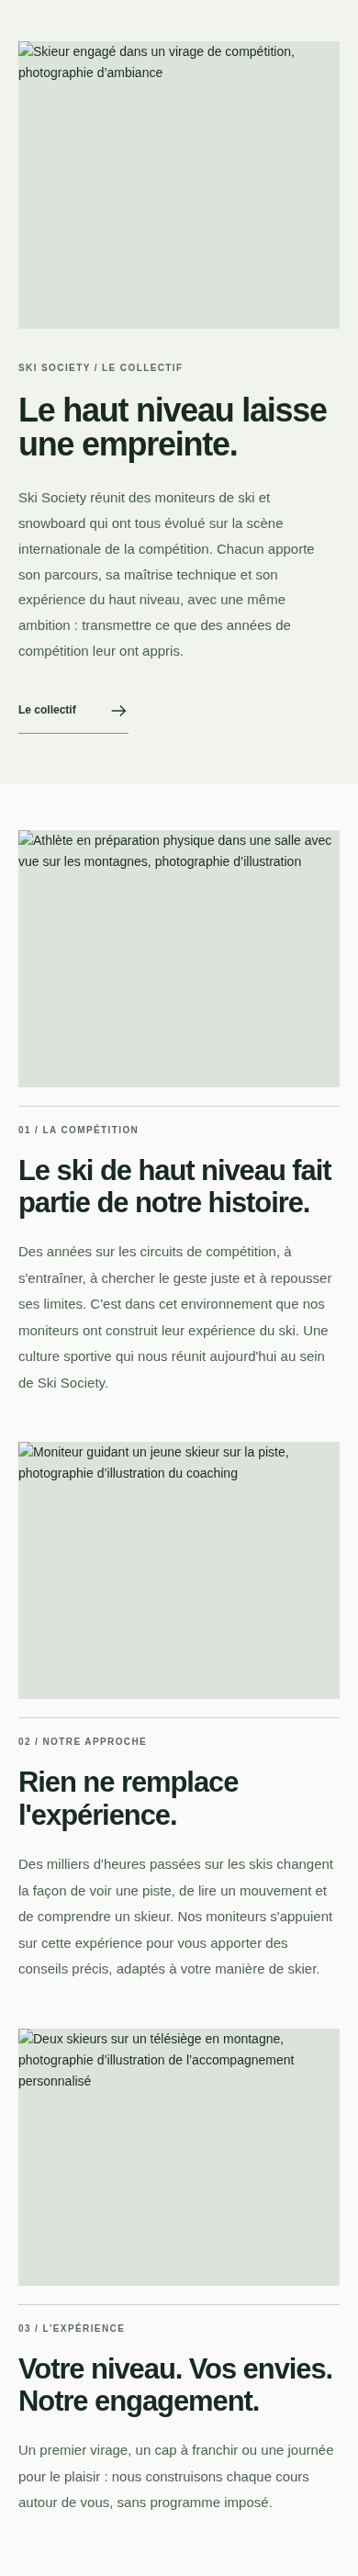 Skieur engagé dans un virage de compétition,
photographie d’ambiance
SKI SOCIETY / LE COLLECTIF
Le haut niveau laisse
une empreinte.
Ski Society réunit des moniteurs de ski et
snowboard qui ont tous évolué sur la scène
internationale de la compétition. Chacun apporte
son parcours, sa maîtrise technique et son
expérience du haut niveau, avec une même
ambition : transmettre ce que des années de
compétition leur ont appris.
Le collectif
Athlète en préparation physique dans une salle avec
vue sur les montagnes, photographie d’illustration
01 / LA COMPÉTITION
Le ski de haut niveau fait
partie de notre histoire.
Des années sur les circuits de compétition, à
s'entraîner, à chercher le geste juste et à repousser
ses limites. C'est dans cet environnement que nos
moniteurs ont construit leur expérience du ski. Une
culture sportive qui nous réunit aujourd'hui au sein
de Ski Society.
Moniteur guidant un jeune skieur sur la piste,
photographie d’illustration du coaching
02 / NOTRE APPROCHE
Rien ne remplace
l'expérience.
Des milliers d'heures passées sur les skis changent
la façon de voir une piste, de lire un mouvement et
de comprendre un skieur. Nos moniteurs s'appuient
sur cette expérience pour vous apporter des
conseils précis, adaptés à votre manière de skier.
Deux skieurs sur un télésiège en montagne,
photographie d’illustration de l’accompagnement
personnalisé
03 / L'EXPÉRIENCE
Votre niveau. Vos envies.
Notre engagement.
Un premier virage, un cap à franchir ou une journée
pour le plaisir : nous construisons chaque cours
autour de vous, sans programme imposé.